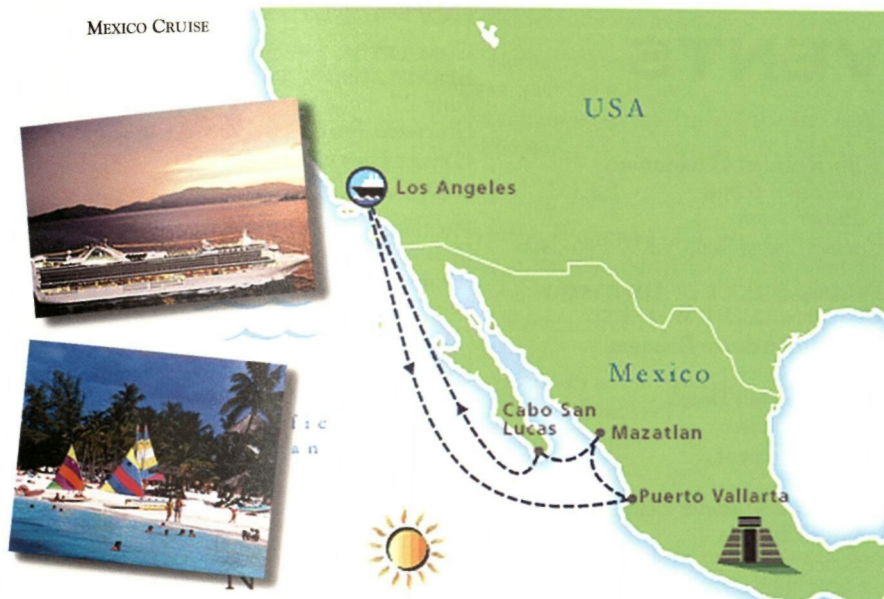 MEXICO CRUISE
USA
Los Angeles
Mexico
Cabo San
Lucas
Mazatlan
Puerto Vallarta
N